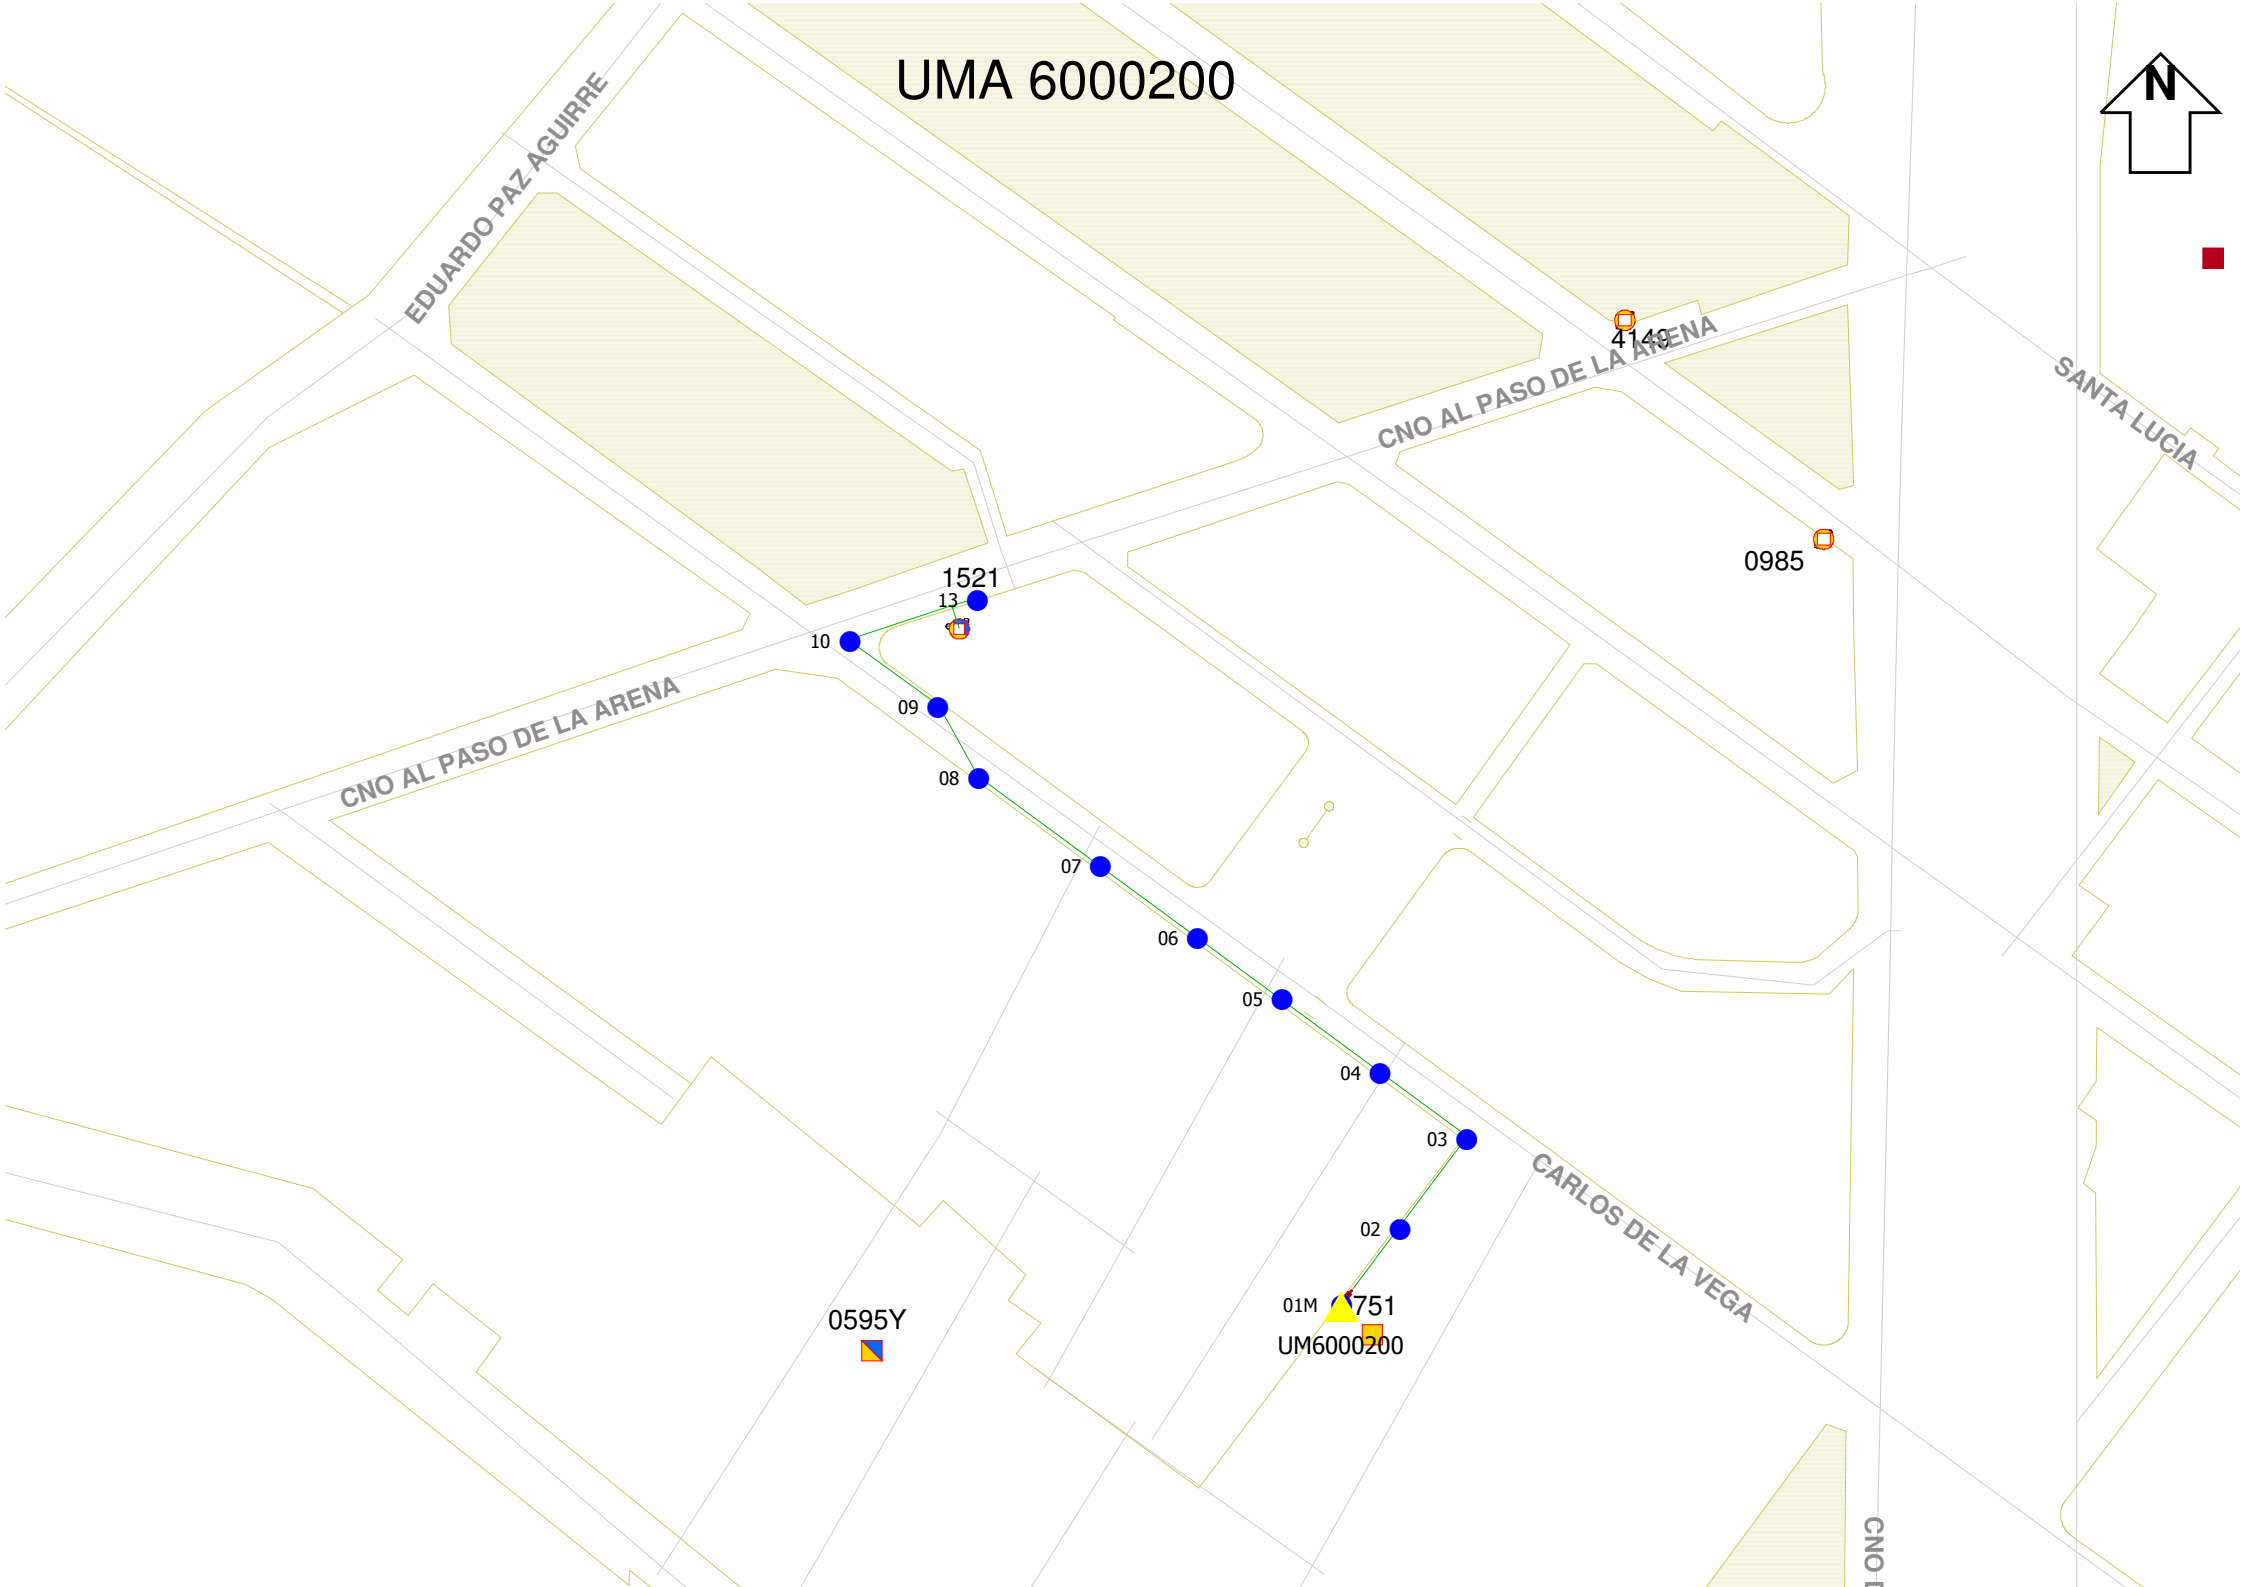 UMA 6000200
N
EDUARDO PAZ AGUIRRE
4149
CNO AL PASO DE LA ARENA
SANTA LUCIA
0985
1521
13
10
09
CNO AL PASO DE LA ARENA
08
07
06
05
04
03
CARLOS DE LA VEGA
02
01M
751
0595Y
UM6000200
CNO